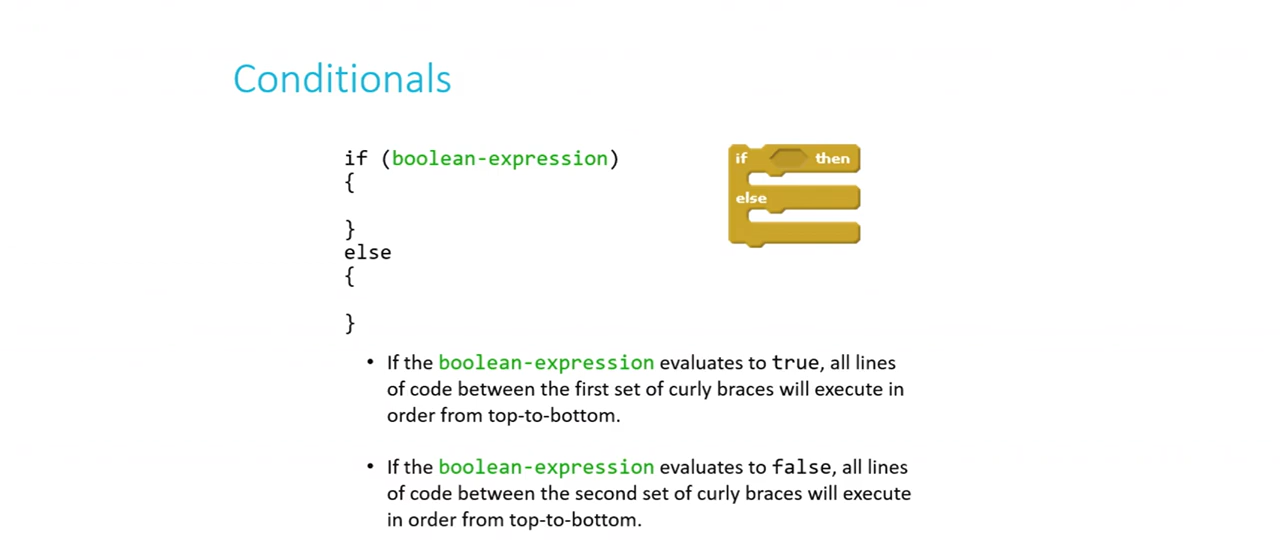 Conditionals
if (boolean-expression)
{
}
else
{
}
if then
else
• If the boolean-expression evaluates to true, all lines
of code between the first set of curly braces will execute in
order from top-to-bottom.
• If the boolean-expression evaluates to false, all lines
of code between the second set of curly braces will execute
in order from top-to-bottom.